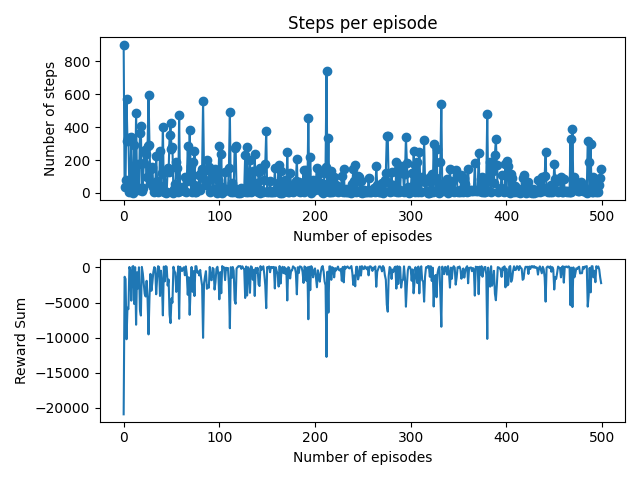 Steps per episode
Number of steps
800
600
400
200
0
0 100 200 300 400 500
Number of episodes
Reward Sum
0
−5000
−10000
−15000
−20000
0 100 200 300 400 500
Number of episodes